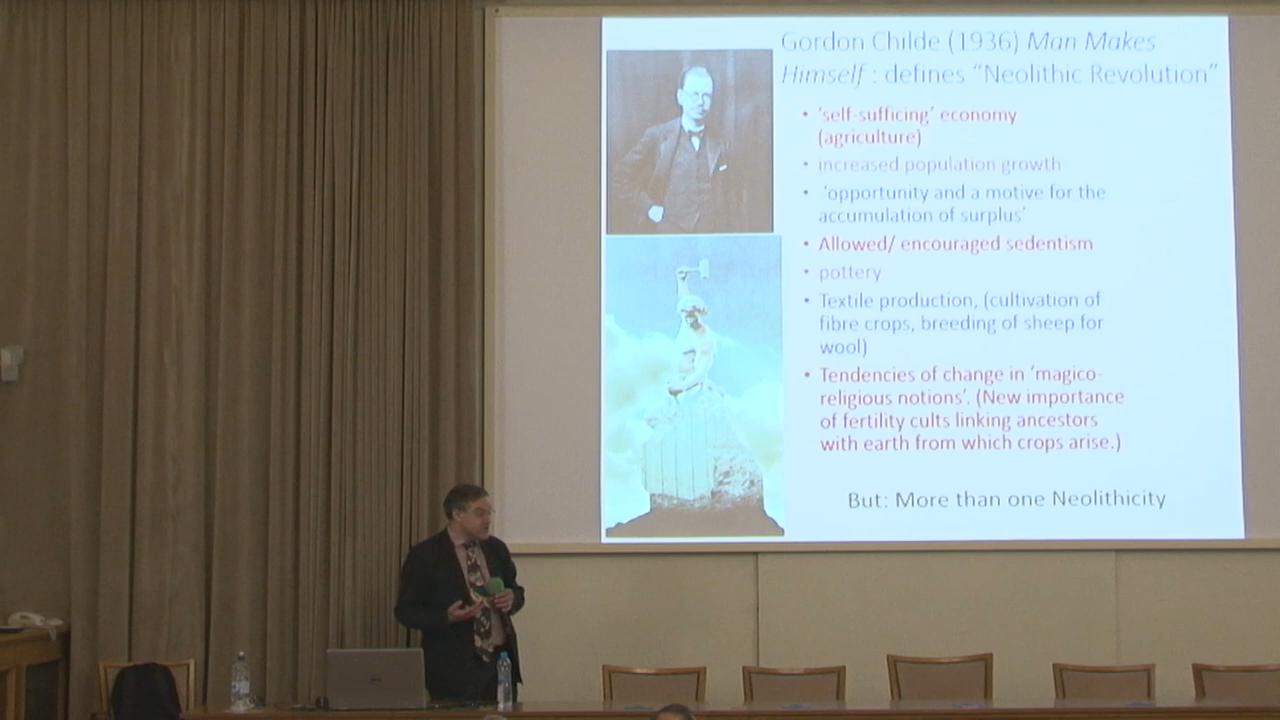 Gordon Childe (1936) Man Makes
Himself : defines “Neolithic Revolution”
• ‘self-sufficing’ economy
(agriculture)
• increased population growth
• ‘opportunity and a motive for the
accumulation of surplus’
• Allowed/ encouraged sedentism
• pottery
• Textile production, (cultivation of
fibre crops, breeding of sheep for
wool)
• Tendencies of change in ‘magico-
religious notions’. (New importance
of fertility cults linking ancestors
with earth from which crops arise.)
But: More than one Neolithicity